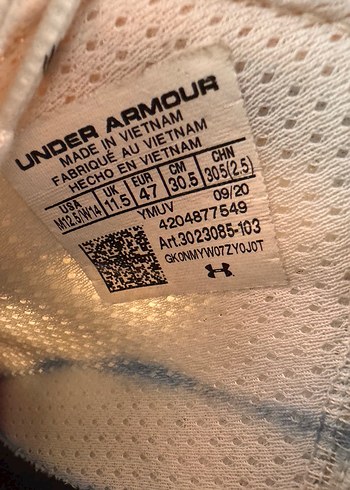 UNDER ARMOUR
MADE IN VIETNAM
FABRIQUÉ AU VIETNAM
HECHO EN VIETNAM
USA UK EUR CM CHN
M12.5/W14 11.5 47 30.5 305(2.5)
YMUV 09/20
4204877549
Art.3023085-103
GK0NMYW07ZY0J0T